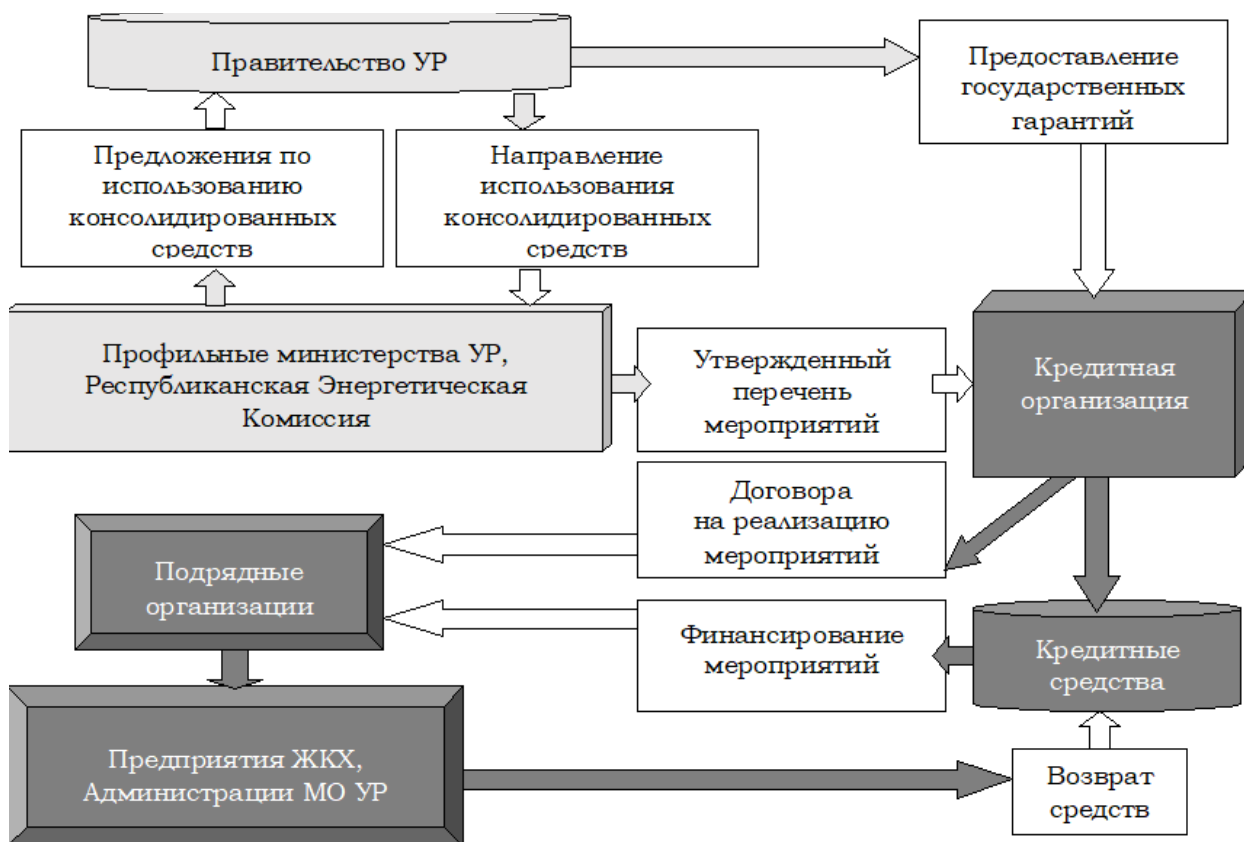 Правительство УР
Предоставление
государственных
гарантий
Предложения по
использованию
консолидированных
средств
Направление
использования
консолидированных
средств
Профильные министерства УР,
Республиканская Энергетическая
Комиссия
Утвержденный
перечень
мероприятий
Кредитная
организация
Договора
на реализацию
мероприятий
Подрядные
организации
Финансирование
мероприятий
Кредитные
средства
Предприятия ЖКХ,
Администрации МО УР
Возврат
средств